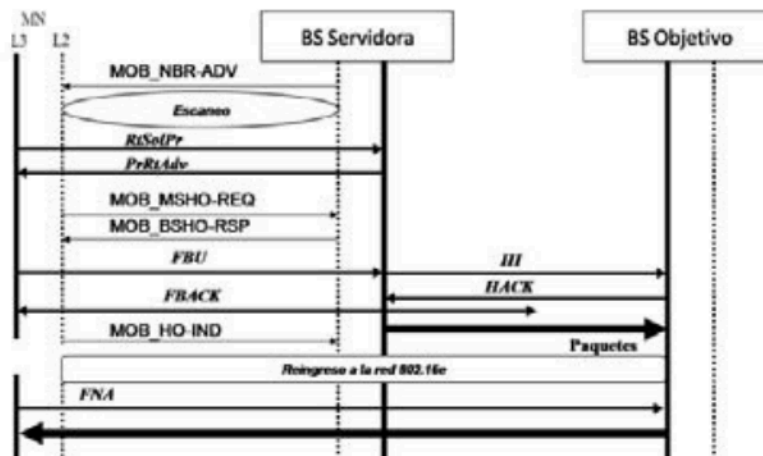 MN
L3 L2 BS Servidora BS Objetivo
MOB_NBR-ADV
Escaneo
RtSolPr
PrRtAdv
MOB_MSHO-REQ
MOB_BSHO-RSP
FBU HI
FBACK HACK
MOB_HO-IND
Paquetes
Reingreso a la red 802.16e
FNA